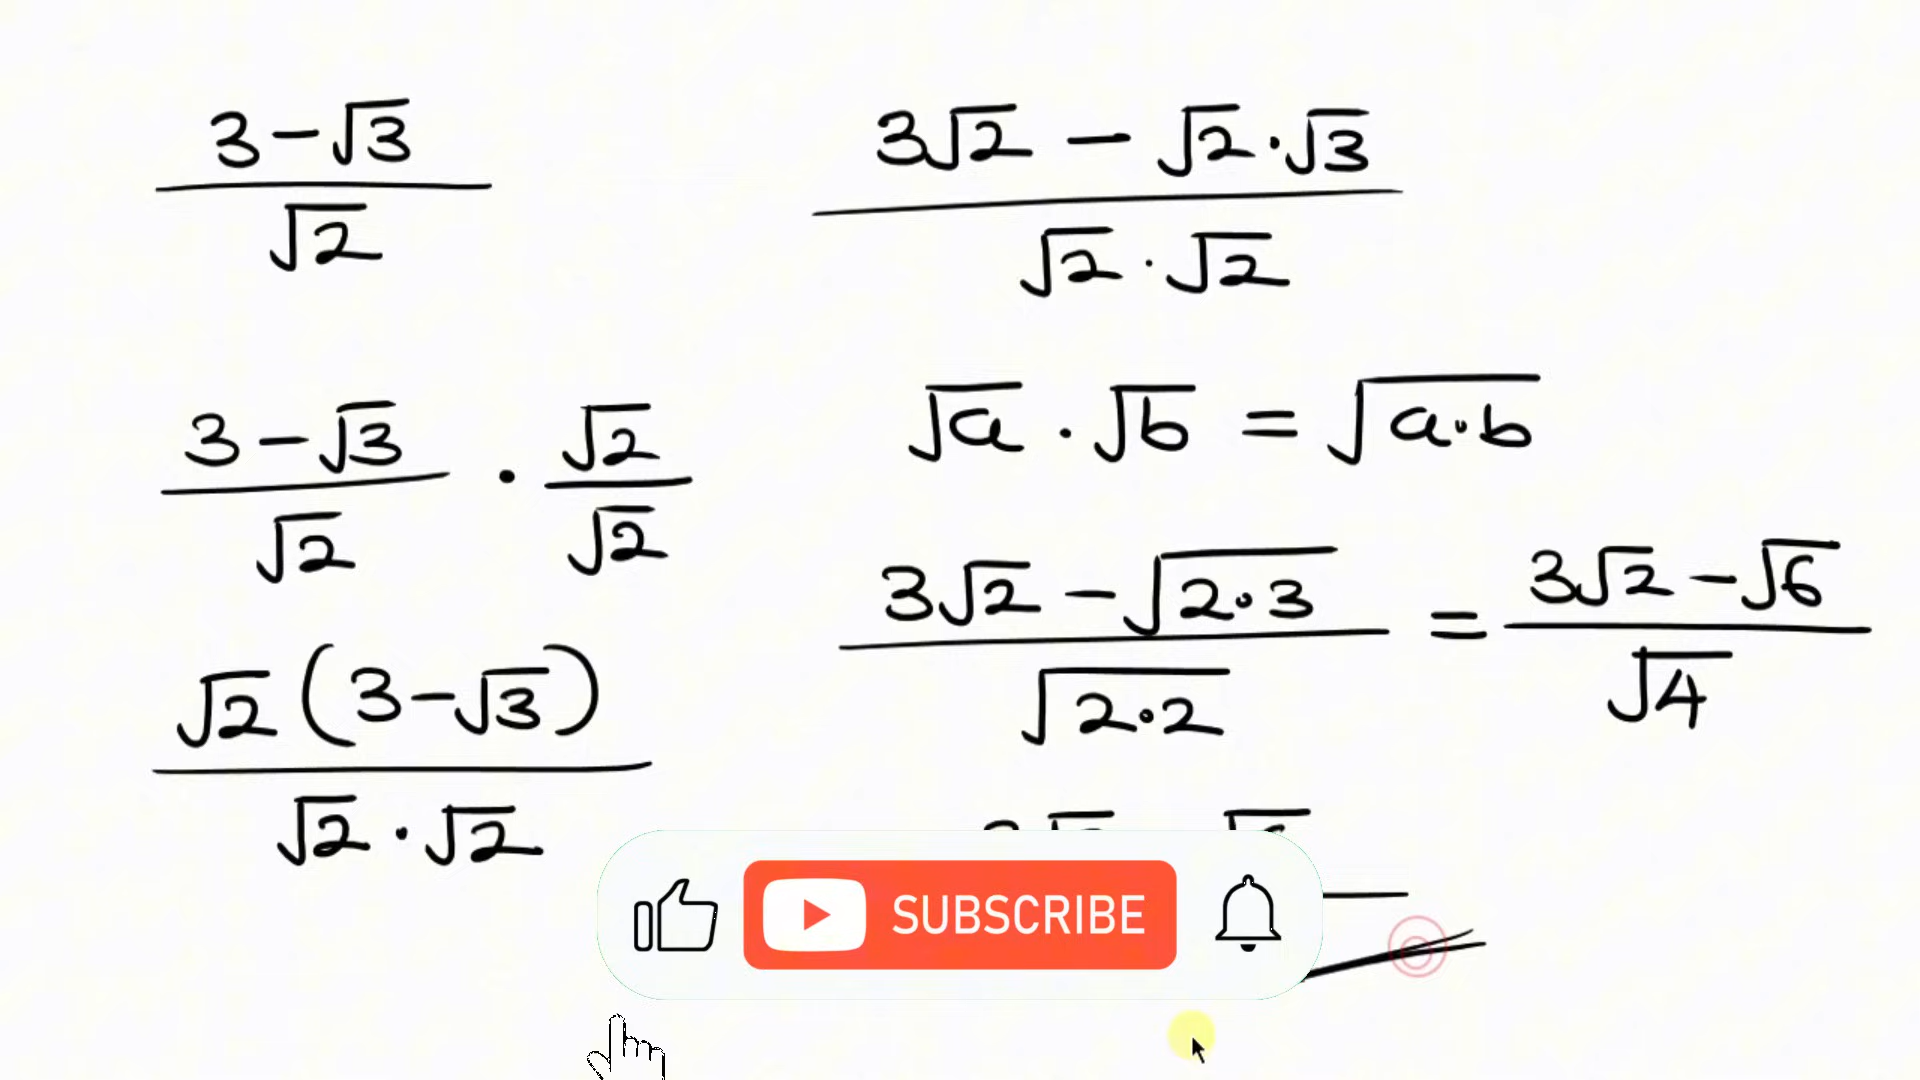 3 - √3
√2
3 - √3 · √2
√2 √2
√2 (3 - √3)
√2 · √2
3√2 - √2 · √3
√2 · √2
√a · √b = √a·b
3√2 - √2·3 = 3√2 - √6
√2·2 √4
SUBSCRIBE